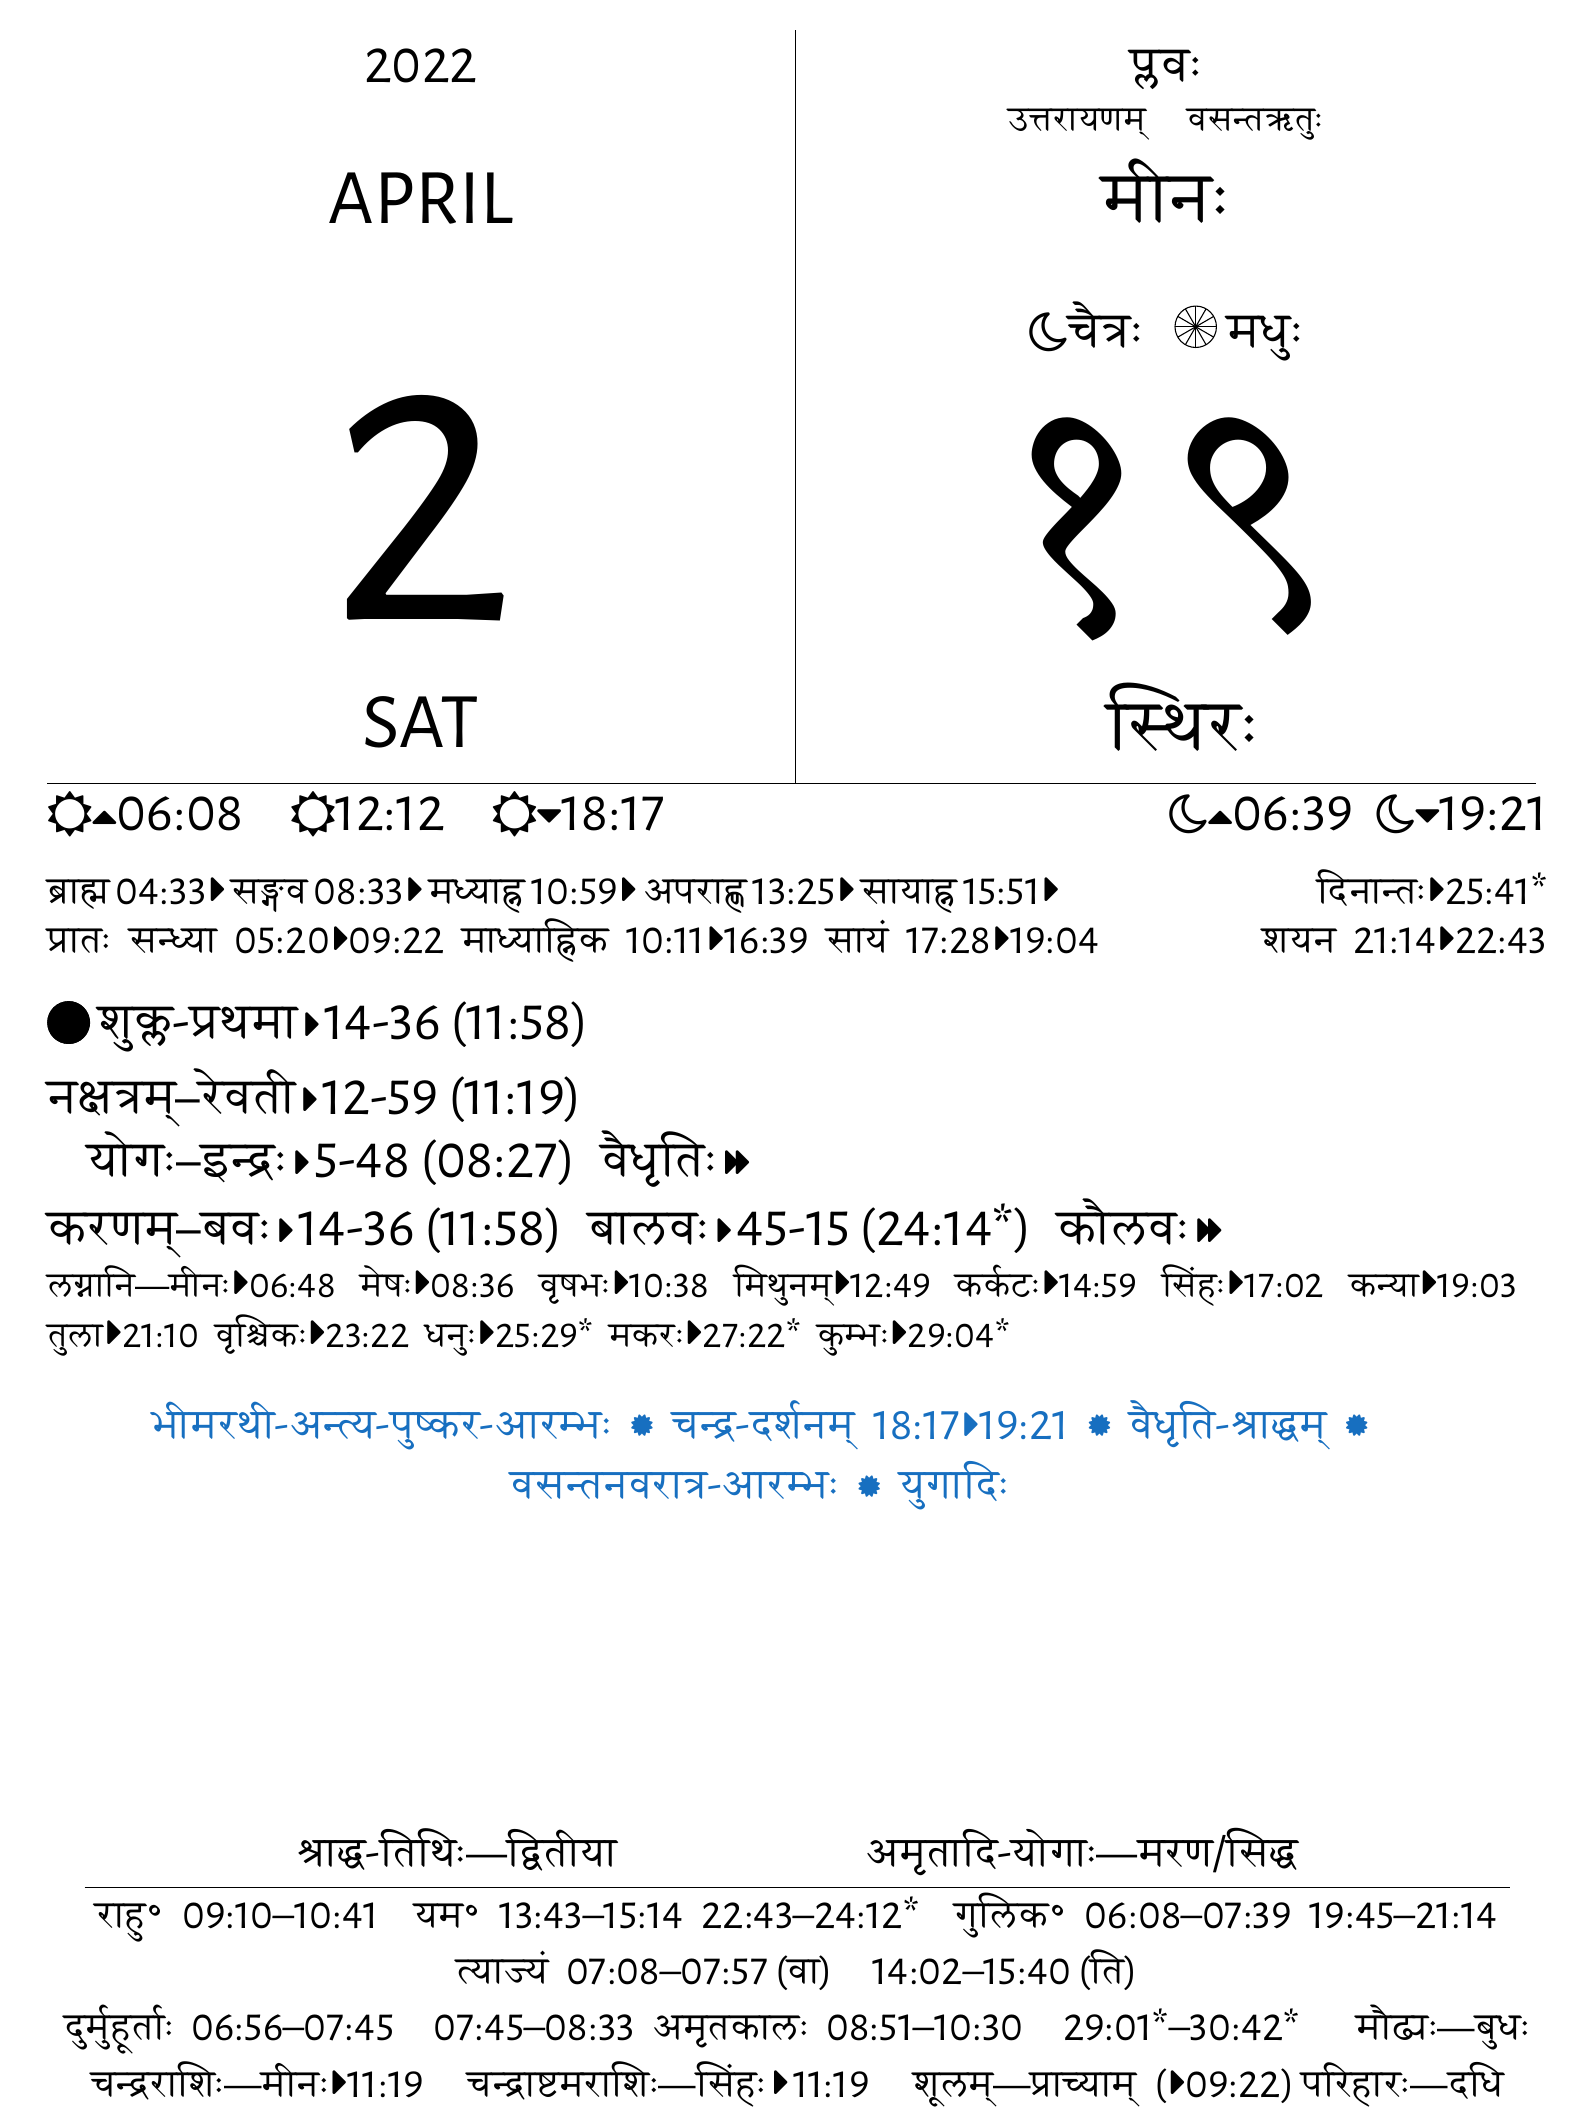 2022
APRIL
2
SAT
प्लवः
उत्तरायणम् वसन्तऋतुः
मीनः
चैत्रः मधुः
१९
स्थिरः
06:08 12:12 18:17 06:39 19:21
ब्राह्म 04:33 सङ्गव 08:33 मध्याह्न 10:59 अपराह्ण 13:25 सायाह्न 15:51 दिनान्तः 25:41*
प्रातः सन्ध्या 05:20 09:22 माध्याह्निक 10:11 16:39 सायं 17:28 19:04 शयन 21:14 22:43
शुक्ल-प्रथमा 14-36 (11:58)
नक्षत्रम्–रेवती 12-59 (11:19)
योगः–इन्द्रः 5-48 (08:27) वैधृतिः
करणम्–बवः 14-36 (11:58) बालवः 45-15 (24:14*) कौलवः
लग्नानि—मीनः 06:48 मेषः 08:36 वृषभः 10:38 मिथुनम् 12:49 कर्कटः 14:59 सिंहः 17:02 कन्या 19:03
तुला 21:10 वृश्चिकः 23:22 धनुः 25:29* मकरः 27:22* कुम्भः 29:04*
भीमरथी-अन्त्य-पुष्कर-आरम्भः चन्द्र-दर्शनम् 18:17 19:21 वैधृति-श्राद्धम्
वसन्तनवरात्र-आरम्भः युगादिः
श्राद्ध-तिथिः—द्वितीया अमृतादि-योगाः—मरण/सिद्ध
राहु॰ 09:10–10:41 यम॰ 13:43–15:14 22:43–24:12* गुलिक॰ 06:08–07:39 19:45–21:14
त्याज्यं 07:08–07:57 (वा) 14:02–15:40 (ति)
दुर्मुहूर्ताः 06:56–07:45 07:45–08:33 अमृतकालः 08:51–10:30 29:01*–30:42* मौढ्यः—बुधः
चन्द्रराशिः—मीनः 11:19 चन्द्राष्टमराशिः—सिंहः 11:19 शूलम्—प्राच्याम् ( 09:22) परिहारः—दधि